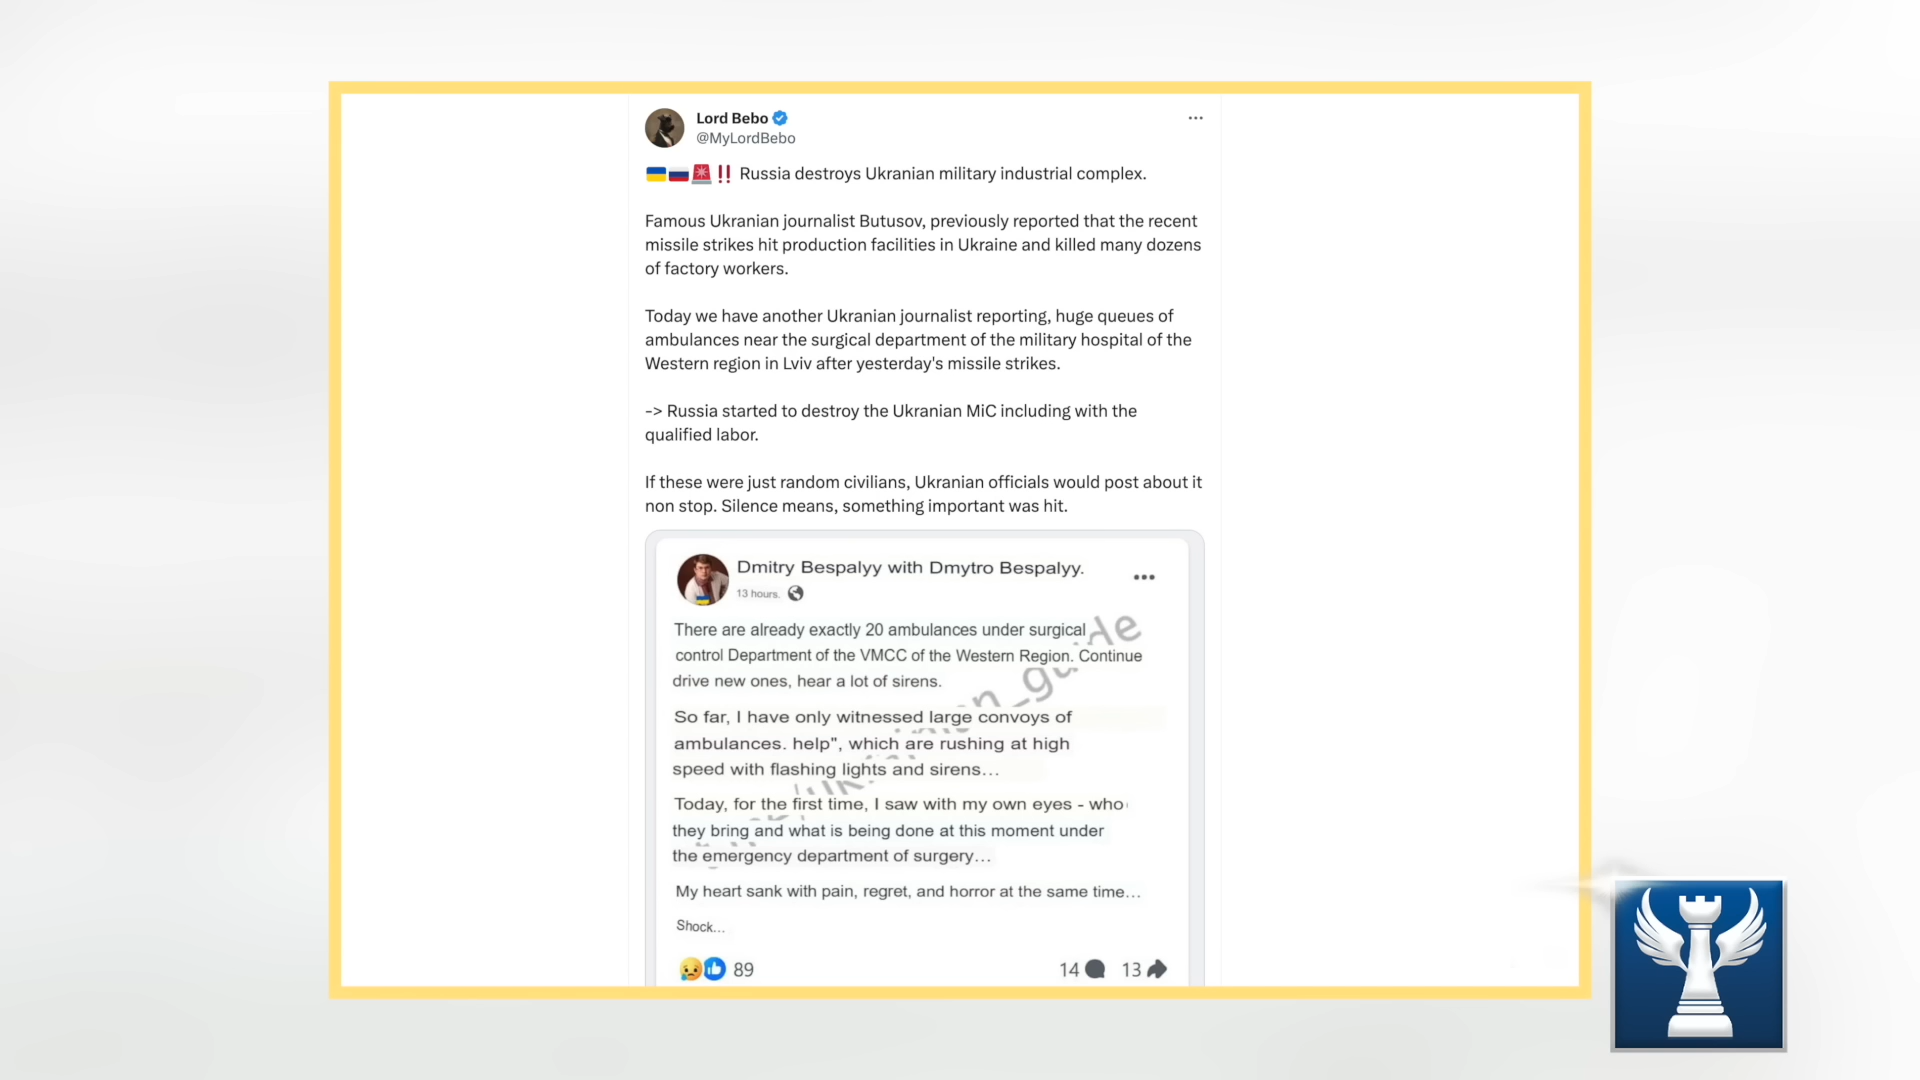 Lord Bebo
@MyLordBebo
🇺🇦🇷🇺🚨‼️ Russia destroys Ukranian military industrial complex.
Famous Ukranian journalist Butusov, previously reported that the recent
missile strikes hit production facilities in Ukraine and killed many dozens
of factory workers.
Today we have another Ukranian journalist reporting, huge queues of
ambulances near the surgical department of the military hospital of the
Western region in Lviv after yesterday's missile strikes.
-> Russia started to destroy the Ukranian MiC including with the
qualified labor.
If these were just random civilians, Ukranian officials would post about it
non stop. Silence means, something important was hit.
Dmitry Bespalyy with Dmytro Bespalyy.
13 hours.
There are already exactly 20 ambulances under surgical
control Department of the VMCC of the Western Region. Continue
drive new ones, hear a lot of sirens.
So far, I have only witnessed large convoys of
ambulances. help", which are rushing at high
speed with flashing lights and sirens...
Today, for the first time, I saw with my own eyes - who
they bring and what is being done at this moment under
the emergency department of surgery...
My heart sank with pain, regret, and horror at the same time...
Shock...
89
14
13